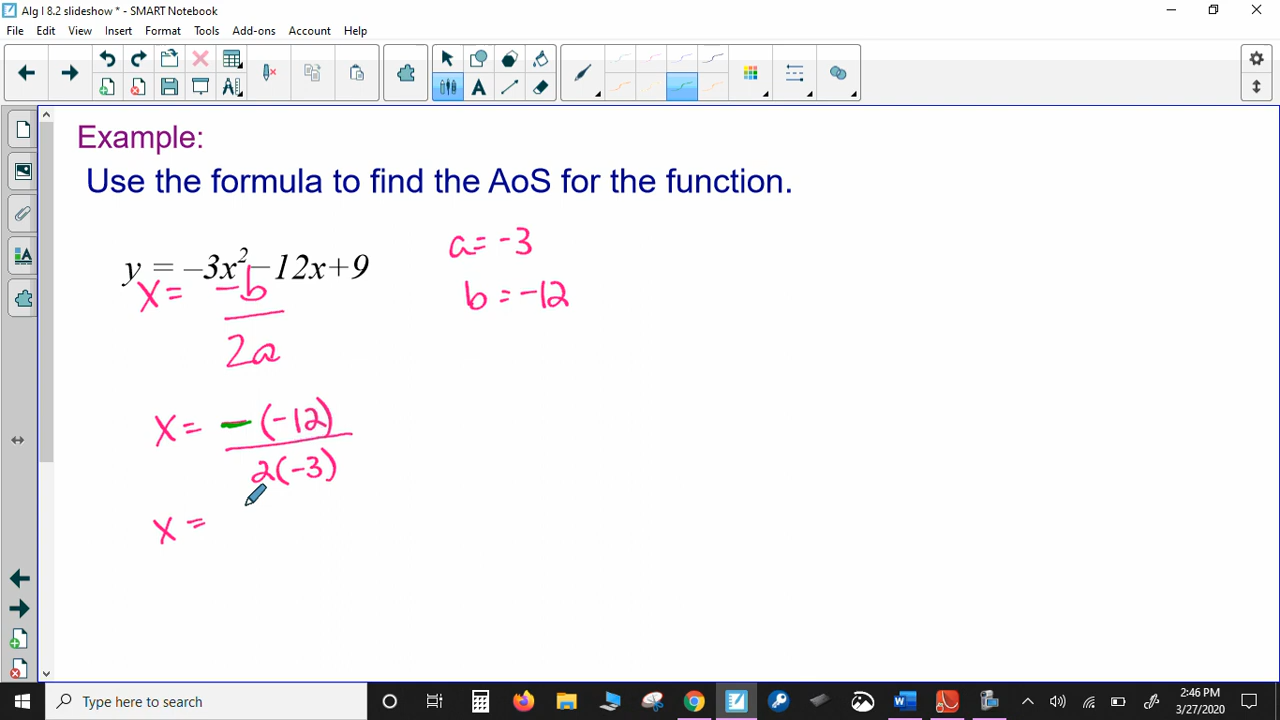 Alg I 8.2 slideshow * - SMART Notebook
File Edit View Insert Format Tools Add-ons Account Help
Example:
Use the formula to find the AoS for the function.
y = –3x² – 12x + 9
a = -3
b = -12
x = -b
2a
x = -(-12)
2(-3)
x =
Type here to search
2:46 PM
3/27/2020